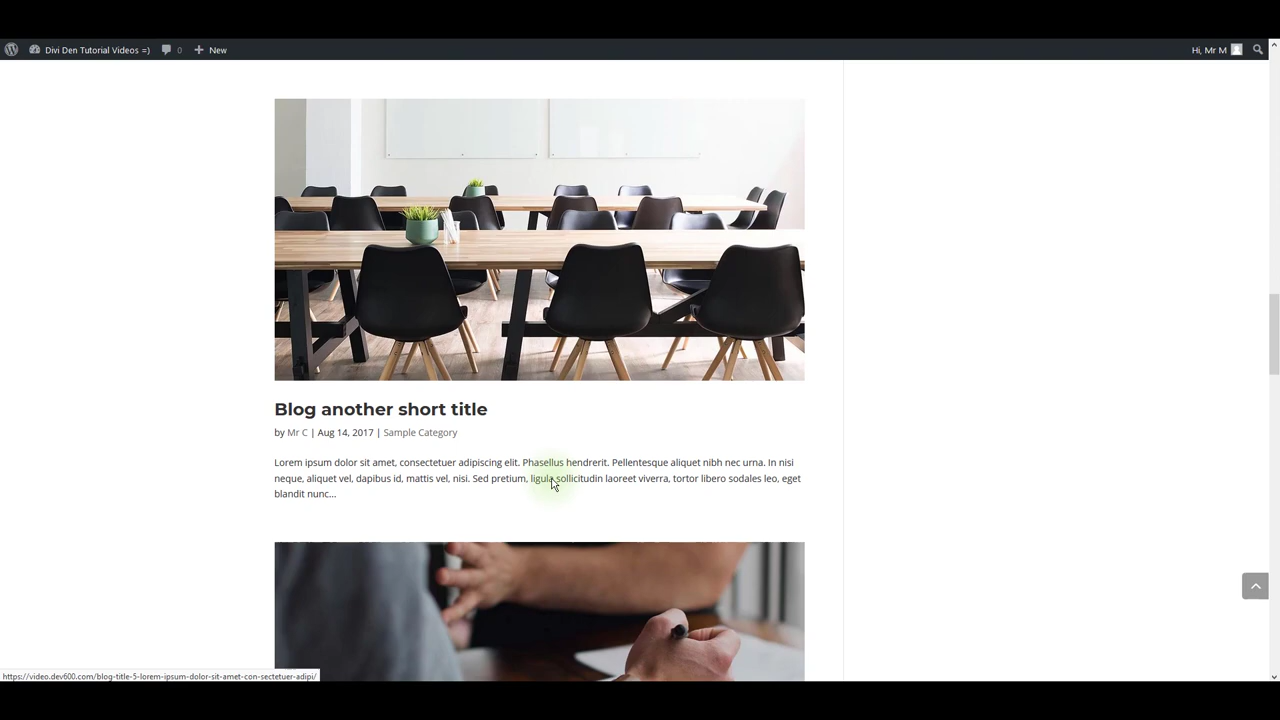 Divi Den Tutorial Videos =) 0 New Hi, Mr M
Blog another short title
by Mr C | Aug 14, 2017 | Sample Category
Lorem ipsum dolor sit amet, consectetuer adipiscing elit. Phasellus hendrerit. Pellentesque aliquet nibh nec urna. In nisi
neque, aliquet vel, dapibus id, mattis vel, nisi. Sed pretium, ligula sollicitudin laoreet viverra, tortor libero sodales leo, eget
blandit nunc...
https://video.dev600.com/blog-title-5-lorem-ipsum-dolor-sit-amet-con-sectetuer-adipi/